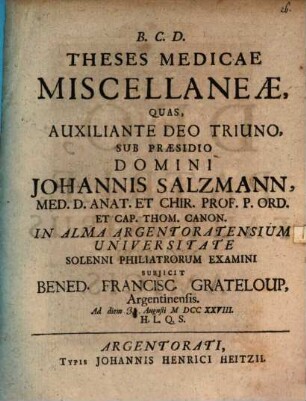 26.
B. C. D.
THESES MEDICAE
MISCELLANEÆ,
QUAS,
AUXILIANTE DEO TRIUNO,
SUB PRÆSIDIO
DOMINI
JOHANNIS SALZMANN,
MED. D. ANAT. ET CHIR. PROF. P. ORD.
ET CAP. THOM. CANON.
IN ALMA ARGENTORATENSIUM
UNIVERSITATE
SOLENNI PHILIATRORUM EXAMINI
SUBJICIT
BENED. FRANCISC. GRATELOUP,
Argentinensis.
Ad diem Augusti M DCC XXVIII.
H. L. Q. S.
ARGENTORATI,
TYPIS JOHANNIS HENRICI HEITZII.